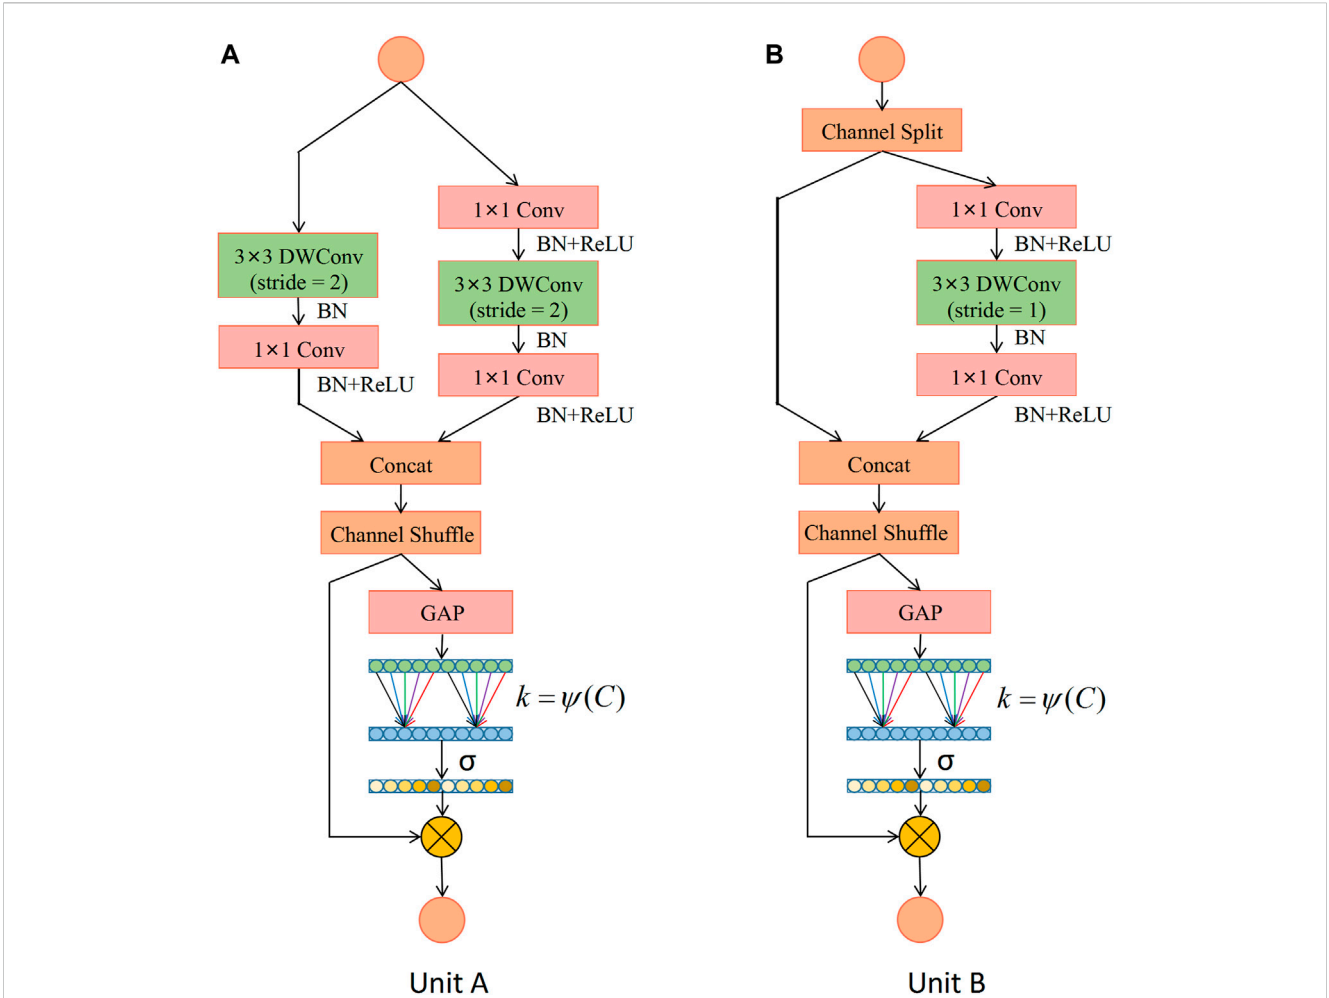 A
3×3 DWConv
(stride = 2)
BN
1×1 Conv
BN+ReLU
1×1 Conv
BN+ReLU
3×3 DWConv
(stride = 2)
BN
1×1 Conv
BN+ReLU
Concat
Channel Shuffle
GAP
k = ψ(C)
σ
Unit A
B
Channel Split
1×1 Conv
BN+ReLU
3×3 DWConv
(stride = 1)
BN
1×1 Conv
BN+ReLU
Concat
Channel Shuffle
GAP
k = ψ(C)
σ
Unit B